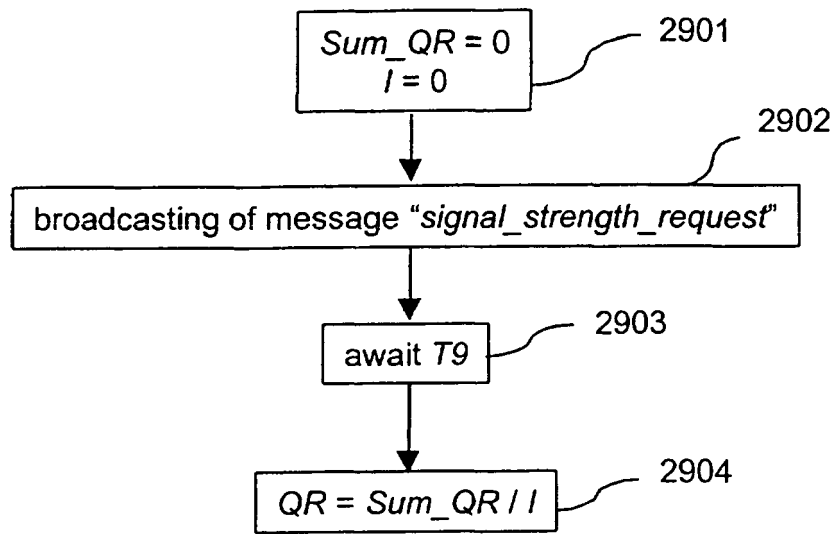 Sum_QR = 0
I = 0
2901
2902
broadcasting of message “signal_strength_request”
2903
await T9
2904
QR = Sum_QR / I